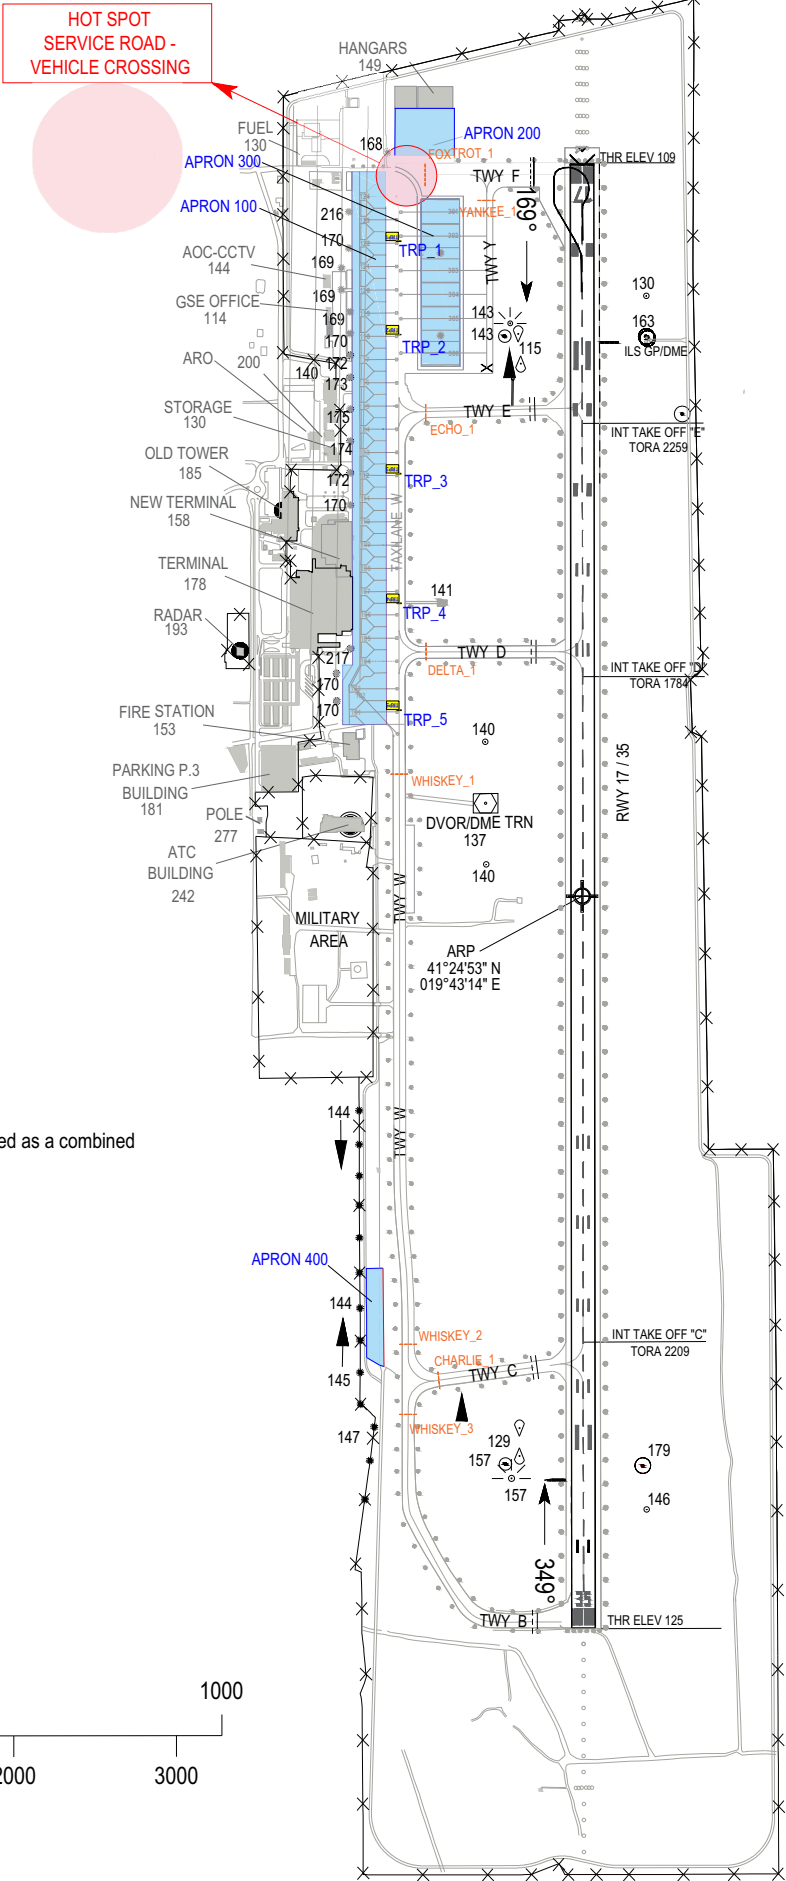 HOT SPOT
SERVICE ROAD -
VEHICLE CROSSING
HANGARS
149
FUEL
130
168
APRON 200
FOXTROT_1
THR ELEV 109
APRON 300
TWY F
17
APRON 100
216
YANKEE_1
169°
170
TRP_1
TWY Y
AOC-CCTV
144
169
130
GSE OFFICE
114
169
169
143
163
143
170
TRP_2
115
ILS GP/DME
ARO
200
140
172
173
STORAGE
130
175
TWY E
ECHO_1
INT TAKE OFF "E"
TORA 2259
OLD TOWER
185
174
172
TRP_3
NEW TERMINAL
158
170
TAXILANE W
TERMINAL
178
141
RADAR
193
TRP_4
217
TWY D
DELTA_1
INT TAKE OFF "D"
TORA 1784
170
170
FIRE STATION
153
TRP_5
140
PARKING P.3
BUILDING
181
WHISKEY_1
RWY 17 / 35
POLE
277
DVOR/DME TRN
137
ATC
BUILDING
242
140
TWY W
MILITARY
AREA
ARP
41°24'53" N
019°43'14" E
144
ed as a combined
TWY W
APRON 400
144
WHISKEY_2
INT TAKE OFF "C"
TORA 2209
CHARLIE_1
145
TWY C
147
WHISKEY_3
129
179
157
157
146
349°
35
TWY B
THR ELEV 125
1000
2000
3000